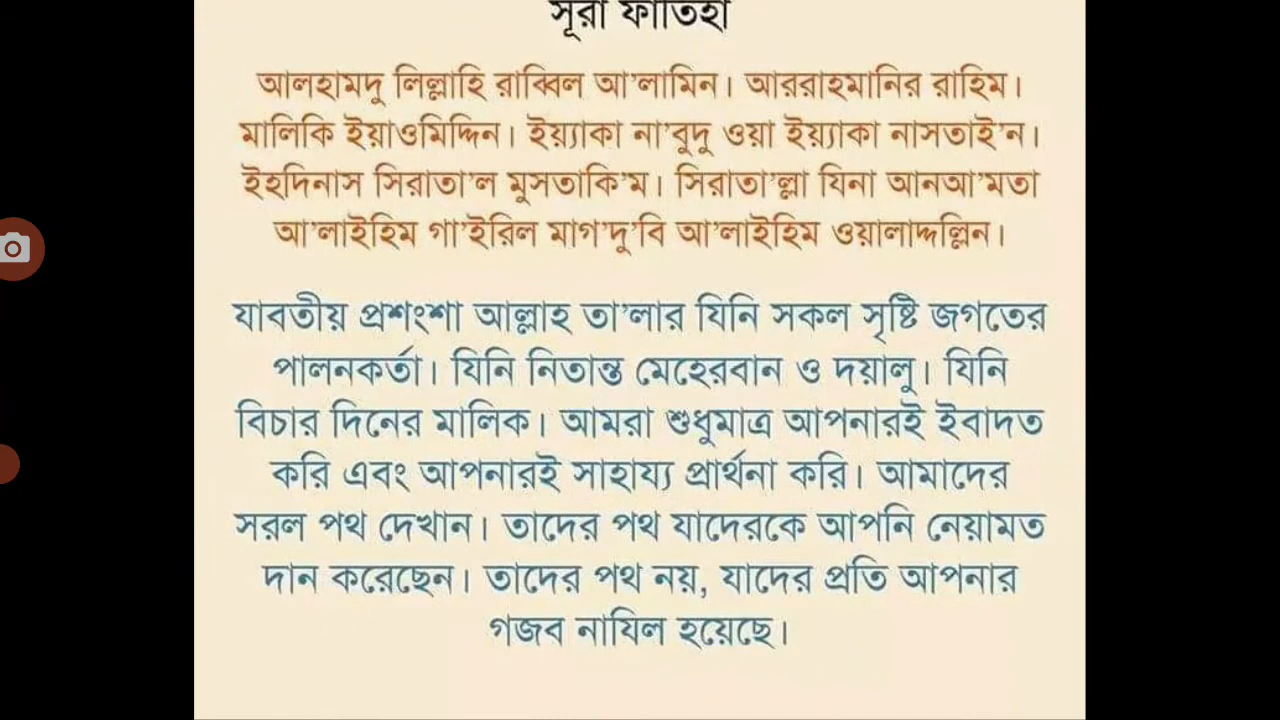 সূরা ফাতিহা
আলহামদু লিল্লাহি রাব্বিল আ’লামিন। আররাহমানির রাহিম।
মালিকি ইয়াওমিদ্দিন। ইয়্যাকা না’বুদু ওয়া ইয়্যাকা নাসতাই’ন।
ইহদিনাস সিরাতা’ল মুসতাকি’ম। সিরাতা’ল্লা যিনা আনআ’মতা
আ’লাইহিম গা’ইরিল মাগ’দু’বি আ’লাইহিম ওয়ালাদ্দল্লিন।
যাবতীয় প্রশংশা আল্লাহ তা’লার যিনি সকল সৃষ্টি জগতের
পালনকর্তা। যিনি নিতান্ত মেহেরবান ও দয়ালু। যিনি
বিচার দিনের মালিক। আমরা শুধুমাত্র আপনারই ইবাদত
করি এবং আপনারই সাহায্য প্রার্থনা করি। আমাদের
সরল পথ দেখান। তাদের পথ যাদেরকে আপনি নেয়ামত
দান করেছেন। তাদের পথ নয়, যাদের প্রতি আপনার
গজব নাযিল হয়েছে।